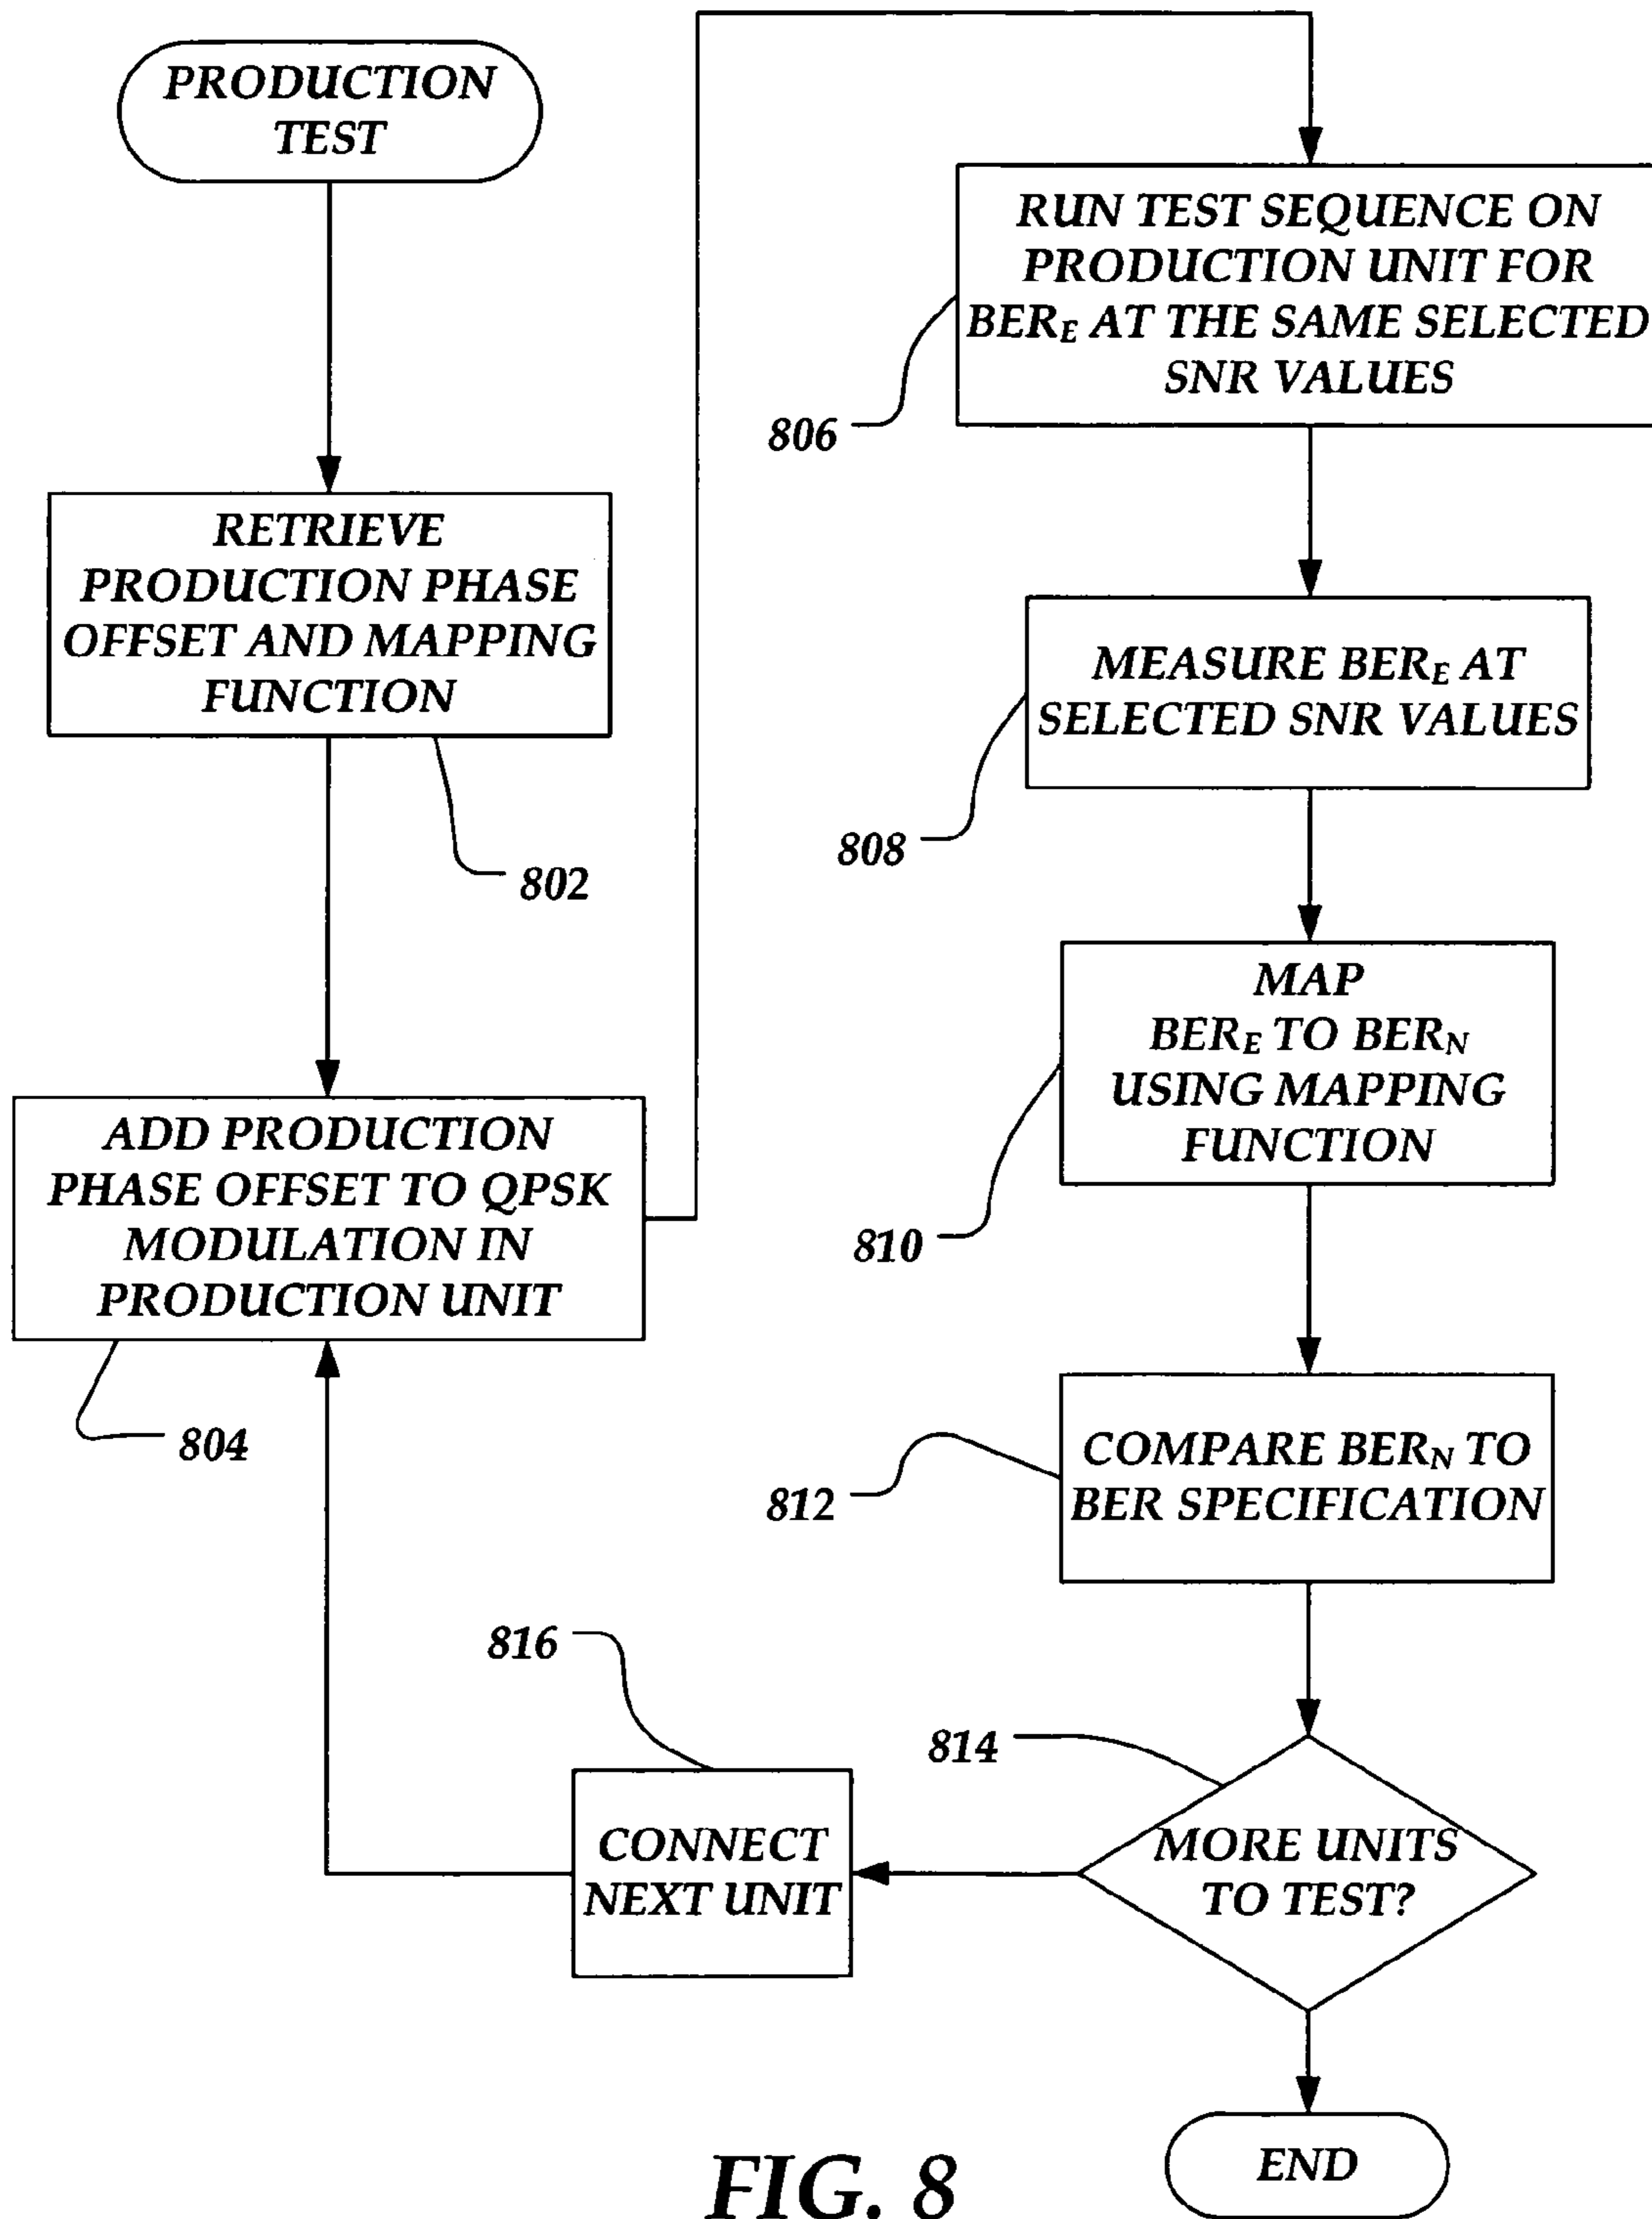 PRODUCTION
TEST
RETRIEVE
PRODUCTION PHASE
OFFSET AND MAPPING
FUNCTION
802
ADD PRODUCTION
PHASE OFFSET TO QPSK
MODULATION IN
PRODUCTION UNIT
804
RUN TEST SEQUENCE ON
PRODUCTION UNIT FOR
BERE AT THE SAME SELECTED
SNR VALUES
806
MEASURE BERE AT
SELECTED SNR VALUES
808
MAP
BERE TO BERN
USING MAPPING
FUNCTION
810
COMPARE BERN TO
BER SPECIFICATION
812
MORE UNITS
TO TEST?
814
CONNECT
NEXT UNIT
816
END
FIG. 8